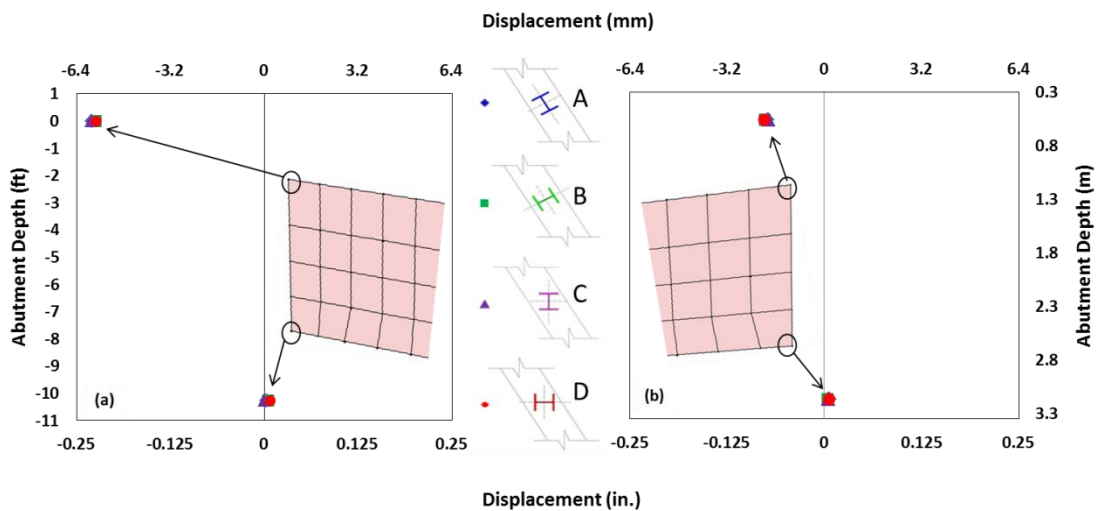 Displacement (mm)
-6.4 -3.2 0 3.2 6.4
-6.4 -3.2 0 3.2 6.4
1
0
-1
-2
-3
-4
-5
-6
-7
-8
-9
-10
-11
Abutment Depth (ft)
(a)
-0.25 -0.125 0 0.125 0.25
A
B
C
D
(b)
0.3
0.5
0.8
1.3
1.8
2.3
2.8
3.3
Abutment Depth (m)
-0.25 -0.125 0 0.125 0.25
Displacement (in.)